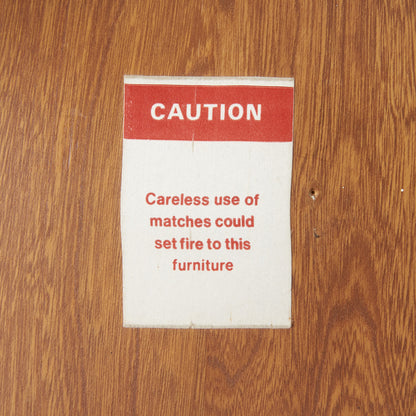 CAUTION
Careless use of
matches could
set fire to this
furniture